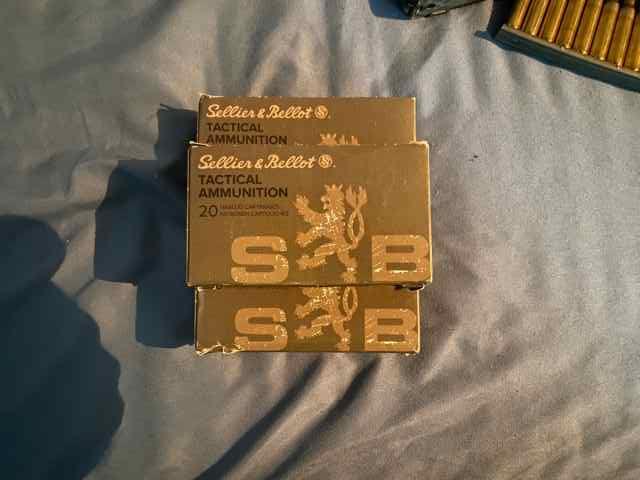 Sellier & Bellot S&B.
TACTICAL
AMMUNITION
Sellier & Bellot S&B.
TACTICAL
AMMUNITION
20
S B
S B